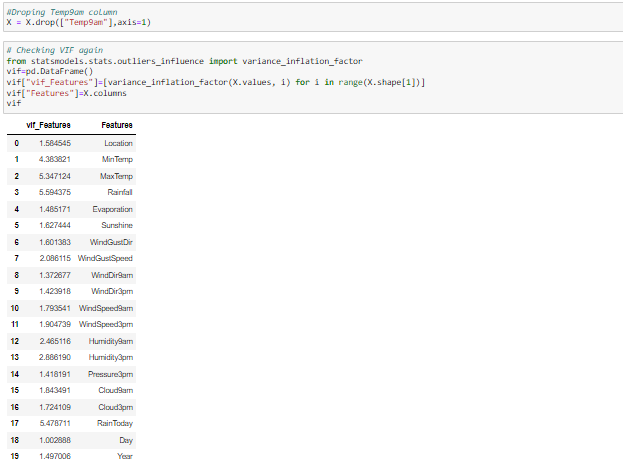 #Droping Temp9am column
X = X.drop(["Temp9am"],axis=1)
# Checking VIF again
from statsmodels.stats.outliers_influence import variance_inflation_factor
vif=pd.DataFrame()
vif["vif_Features"]=[variance_inflation_factor(X.values, i) for i in range(X.shape[1])]
vif["Features"]=X.columns
vif
vif_Features Features
0 1.584545 Location
1 4.383821 MinTemp
2 5.347124 MaxTemp
3 5.594375 Rainfall
4 1.485171 Evaporation
5 1.627444 Sunshine
6 1.601383 WindGustDir
7 2.086115 WindGustSpeed
8 1.372677 WindDir9am
9 1.423918 WindDir3pm
10 1.793541 WindSpeed9am
11 1.904739 WindSpeed3pm
12 2.465116 Humidity9am
13 2.886190 Humidity3pm
14 1.418191 Pressure3pm
15 1.843491 Cloud9am
16 1.724109 Cloud3pm
17 5.478711 RainToday
18 1.002888 Day
19 1.497006 Year